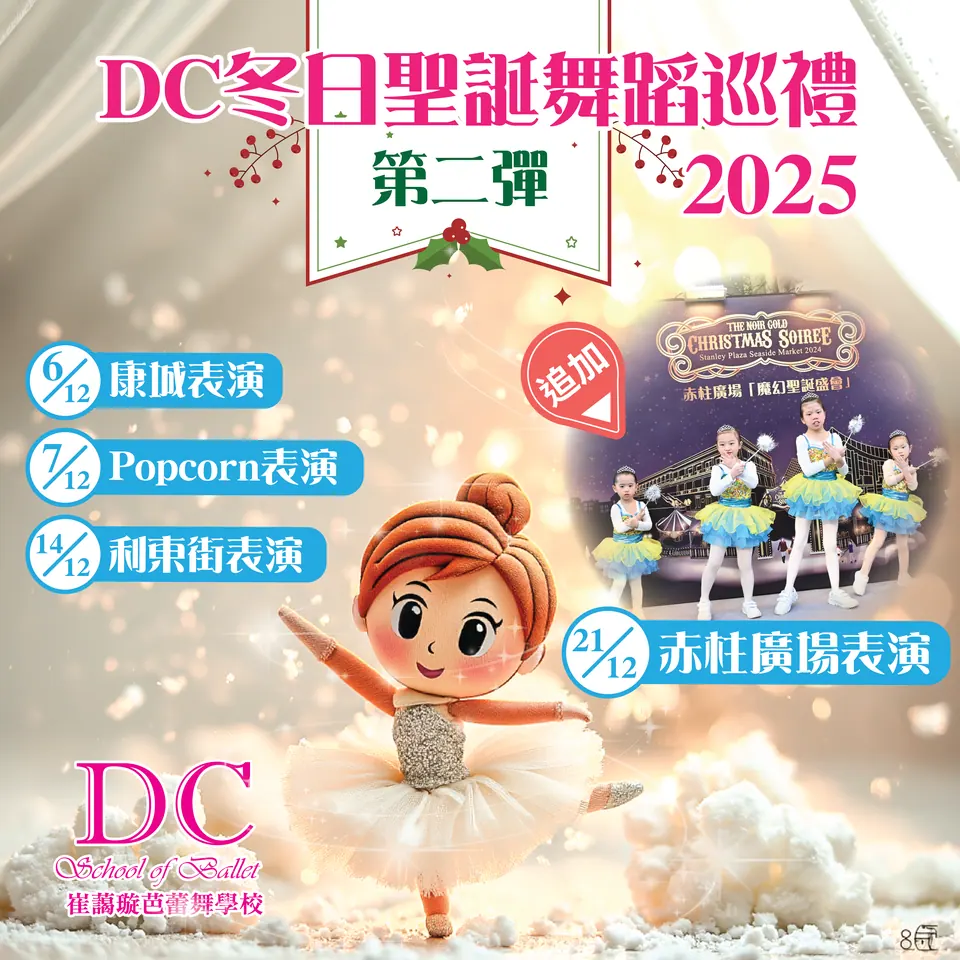 DC冬日聖誕舞蹈巡禮
第二彈
2025
追加
THE NOIR GOLD
CHRISTMAS SOIREE
Stanley Plaza Seaside Market 2024
赤柱廣場「魔幻聖誕盛會」
6/12 康城表演
7/12 Popcorn表演
14/12 利東街表演
21/12 赤柱廣場表演
DC
School of Ballet
崔藹璇芭蕾舞學校